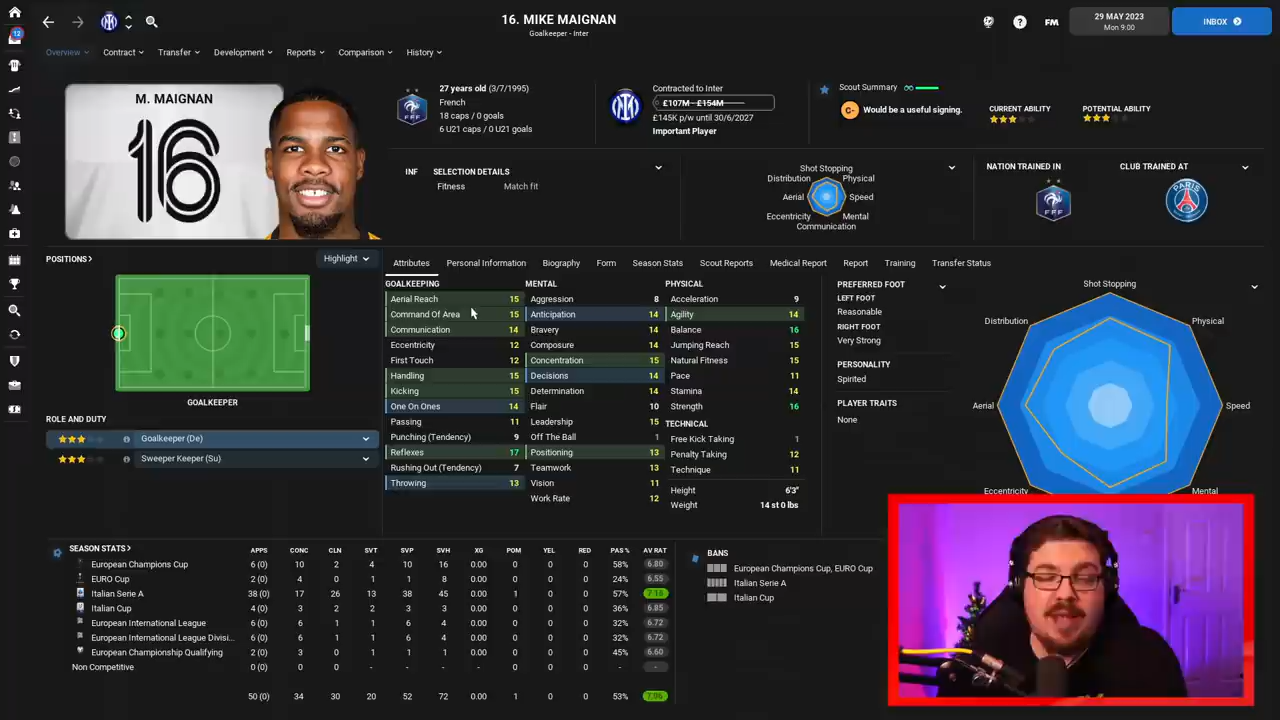 16. MIKE MAIGNAN
Goalkeeper - Inter
12
FM
29 MAY 2023
Mon 9:00
INBOX
Overview
Contract
Transfer
Development
Reports
Comparison
History
M. MAIGNAN
16
27 years old (3/7/1995)
French
18 caps / 0 goals
6 U21 caps / 0 U21 goals
Contracted to Inter
£107M - £154M
£145K p/w until 30/6/2027
Important Player
Scout Summary
C- Would be a useful signing.
CURRENT ABILITY
POTENTIAL ABILITY
INF
SELECTION DETAILS
Fitness Match fit
Shot Stopping
Distribution Physical
Aerial Speed
Eccentricity Mental
Communication
NATION TRAINED IN
FFF
CLUB TRAINED AT
PARIS
POSITIONS
Highlight
GOALKEEPER
ROLE AND DUTY
Goalkeeper (De)
Sweeper Keeper (Su)
Attributes
Personal Information
Biography
Form
Season Stats
Scout Reports
Medical Report
Report
Training
Transfer Status
GOALKEEPING
Aerial Reach 15
Command Of Area 15
Communication 14
Eccentricity 12
First Touch 12
Handling 15
Kicking 15
One On Ones 14
Passing 11
Punching (Tendency) 9
Reflexes 17
Rushing Out (Tendency) 7
Throwing 13
MENTAL
Aggression 8
Anticipation 14
Bravery 14
Composure 14
Concentration 15
Decisions 14
Determination 14
Flair 10
Leadership 15
Off The Ball 1
Positioning 13
Teamwork 13
Vision 11
Work Rate 12
PHYSICAL
Acceleration 9
Agility 14
Balance 16
Jumping Reach 15
Natural Fitness 15
Pace 11
Stamina 14
Strength 16
TECHNICAL
Free Kick Taking 1
Penalty Taking 12
Technique 11
Height 6'3"
Weight 14 st 0 lbs
PREFERRED FOOT
LEFT FOOT
Reasonable
RIGHT FOOT
Very Strong
PERSONALITY
Spirited
PLAYER TRAITS
None
Shot Stopping
Distribution Physical
Aerial Speed
Eccentricity Mental
SEASON STATS APPS CONC CLN SVT SVP SVH XG POM YEL RED PAS % AV RAT
European Champions Cup 6 (0) 10 2 4 10 16 0.00 0 0 0 58% 6.80
EURO Cup 2 (0) 4 0 1 1 8 0.00 0 0 0 24% 6.55
Italian Serie A 38 (0) 17 26 13 38 45 0.00 1 0 0 57% 7.16
Italian Cup 4 (0) 3 2 2 3 3 0.00 0 0 0 36% 6.85
European International League 6 (0) 6 1 1 6 4 0.00 0 0 0 32% 6.72
European International League Divisi... 6 (0) 6 1 1 6 4 0.00 0 0 0 32% 6.72
European Championship Qualifying 2 (0) 3 0 1 1 1 0.00 0 0 0 45% 6.60
Non Competitive 0 (0) 0 0 - - - - 0 0 0 - -
50 (0) 34 30 20 52 72 0.00 1 0 0 53% 7.06
BANS
European Champions Cup, EURO Cup
Italian Serie A
Italian Cup